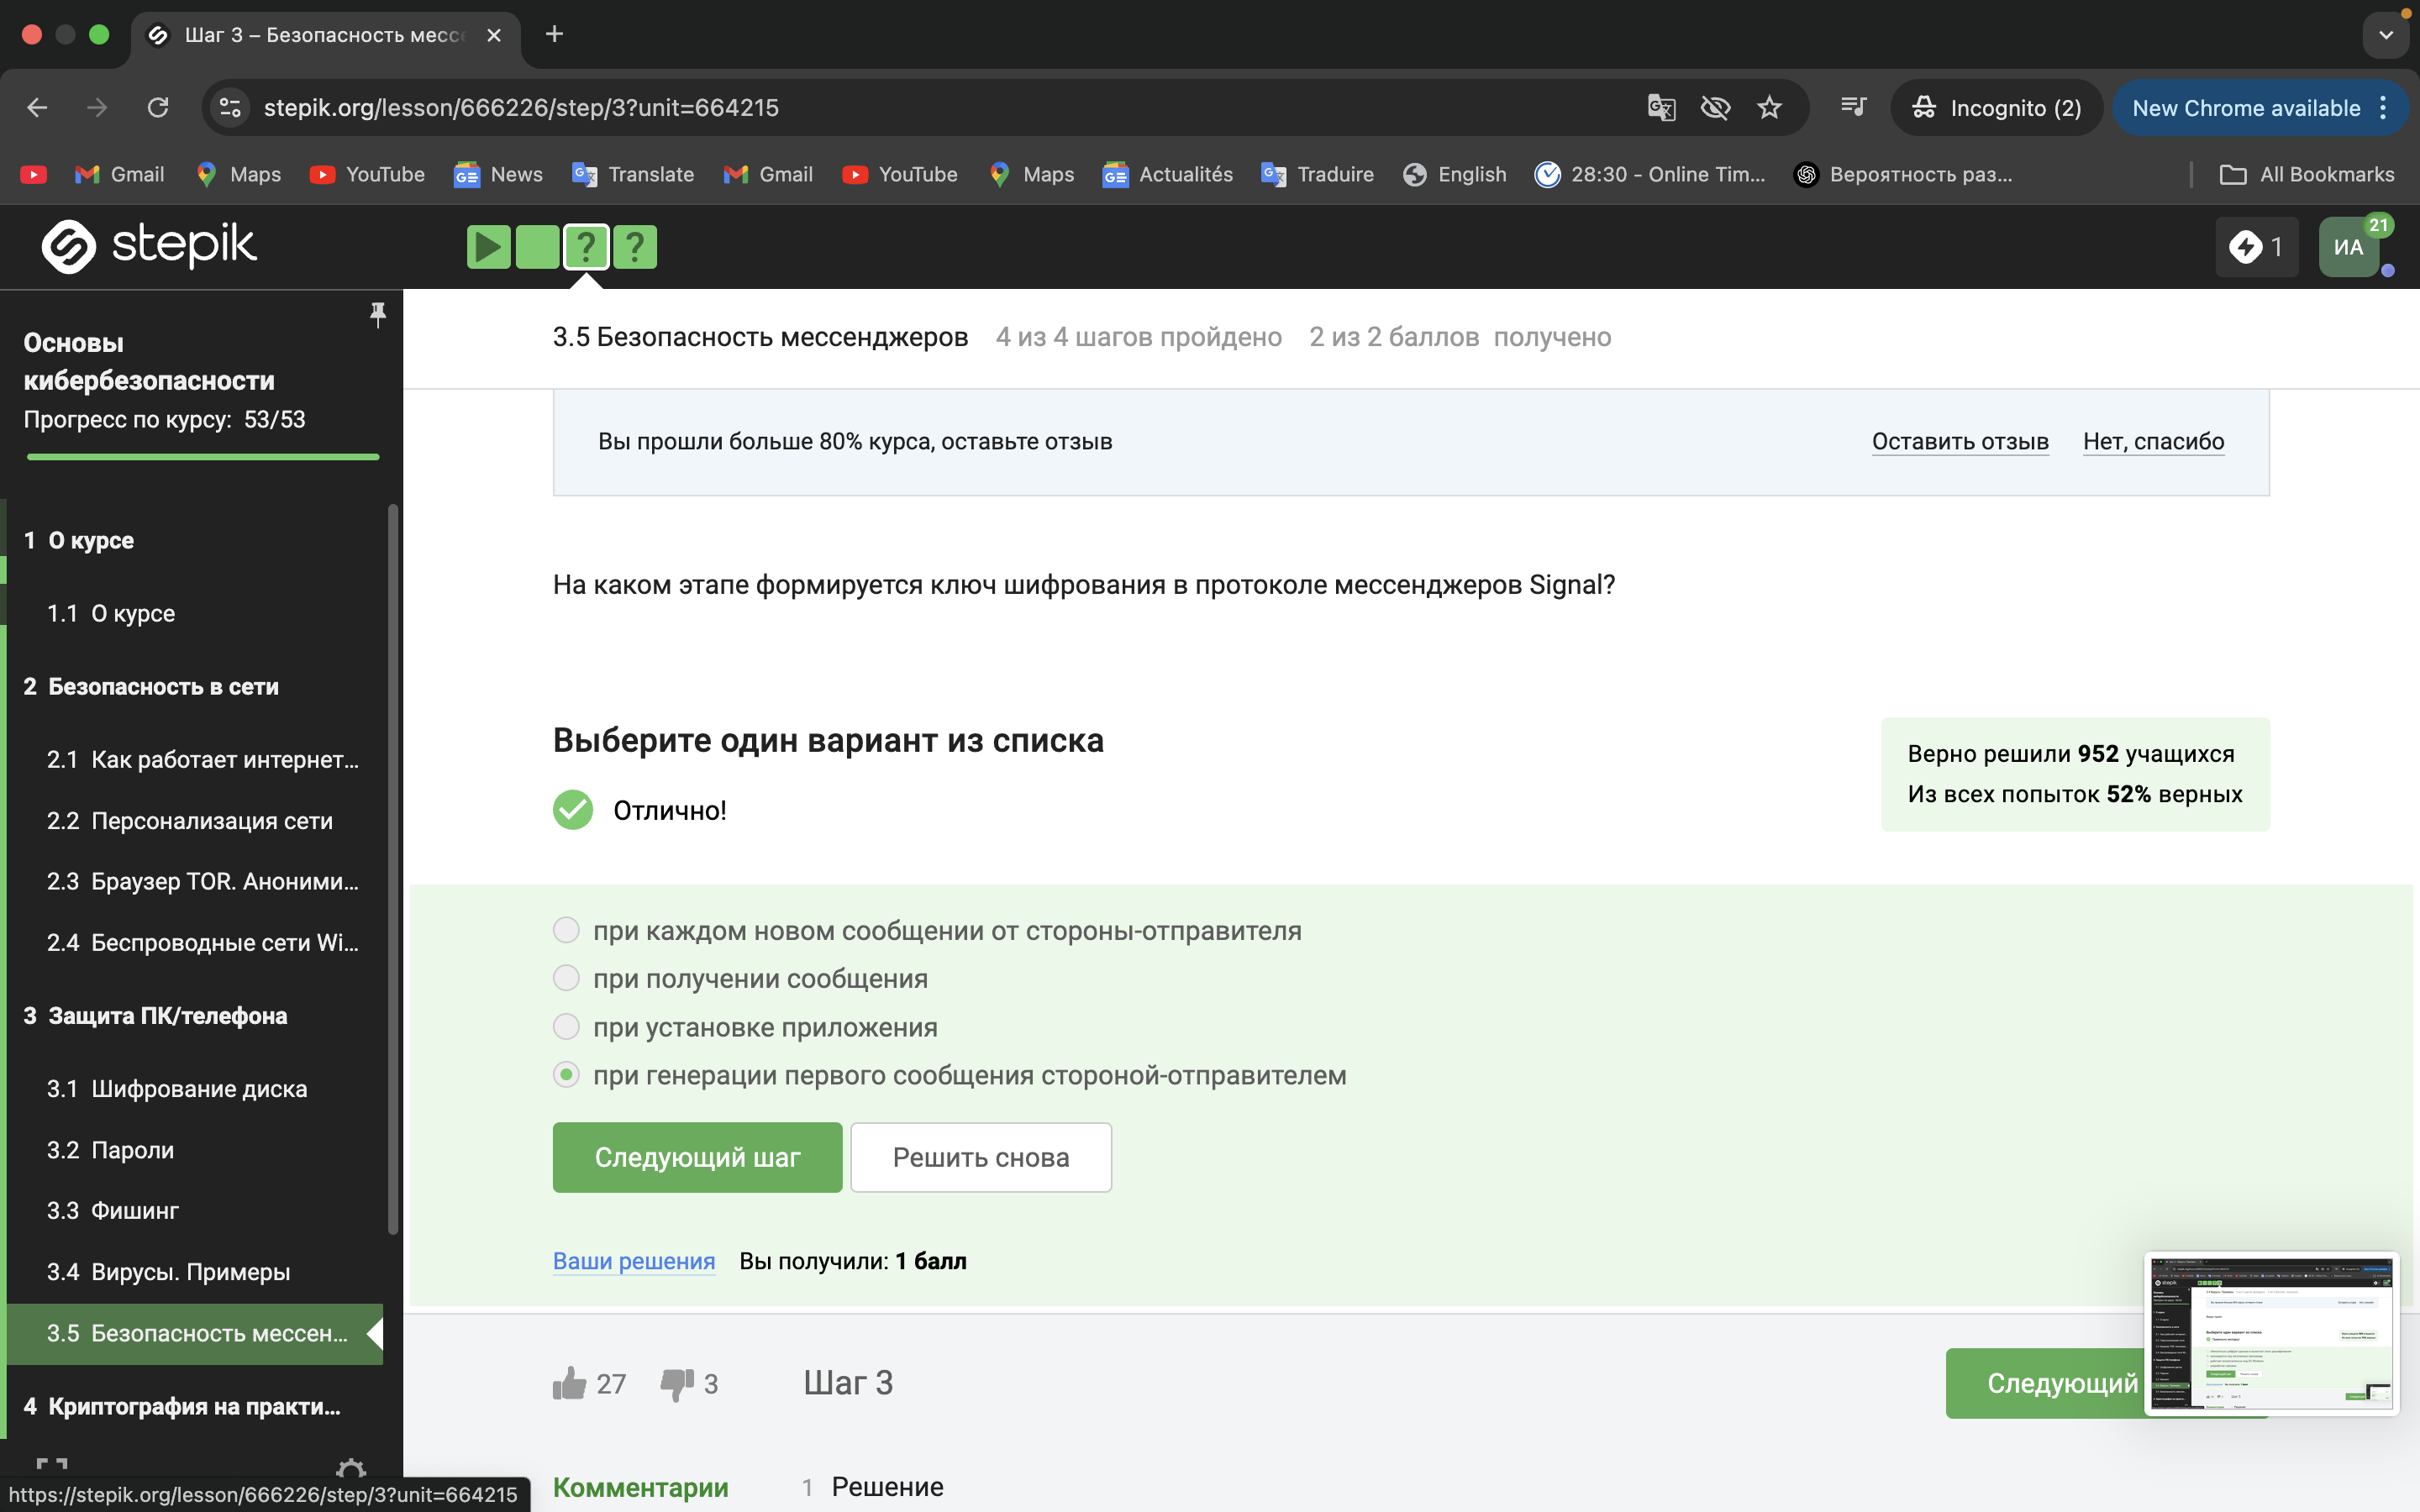 Шаг 3 – Безопасность месс
stepik.org/lesson/666226/step/3?unit=664215
Incognito (2)
New Chrome available
Gmail
Maps
YouTube
News
Translate
Gmail
YouTube
Maps
Actualités
Traduire
English
28:30 - Online Tim...
Вероятность раз...
All Bookmarks
stepik
? ?
1
ИА
21
Основы
кибербезопасности
Прогресс по курсу: 53/53
1 О курсе
1.1 О курсе
2 Безопасность в сети
2.1 Как работает интернет...
2.2 Персонализация сети
2.3 Браузер TOR. Аноними...
2.4 Беспроводные сети Wi...
3 Защита ПК/телефона
3.1 Шифрование диска
3.2 Пароли
3.3 Фишинг
3.4 Вирусы. Примеры
3.5 Безопасность мессен...
4 Криптография на практи...
https://stepik.org/lesson/666226/step/3?unit=664215
3.5 Безопасность мессенджеров 4 из 4 шагов пройдено 2 из 2 баллов получено
Вы прошли больше 80% курса, оставьте отзыв
Оставить отзыв
Нет, спасибо
На каком этапе формируется ключ шифрования в протоколе мессенджеров Signal?
Выберите один вариант из списка
Отлично!
Верно решили 952 учащихся
Из всех попыток 52% верных
при каждом новом сообщении от стороны-отправителя
при получении сообщения
при установке приложения
при генерации первого сообщения стороной-отправителем
Следующий шаг
Решить снова
Ваши решения
Вы получили: 1 балл
27
3
Шаг 3
Следующий
Комментарии
1 Решение